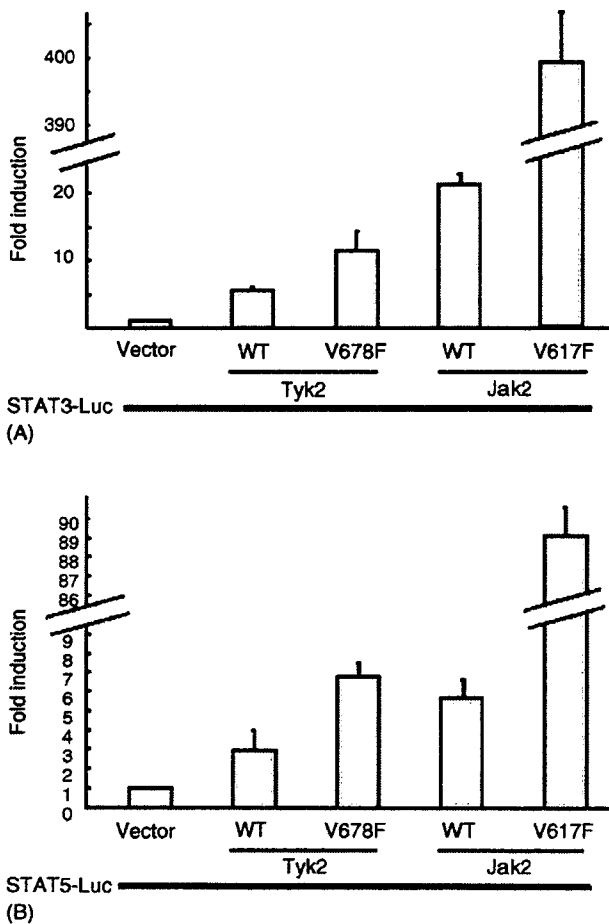 Fold induction
400
390
20
10
Vector
WT
V678F
WT
V617F
Tyk2
Jak2
STAT3-Luc
(A)
Fold induction
90
89
88
87
86
9
8
7
6
5
4
3
2
1
0
Vector
WT
V678F
WT
V617F
Tyk2
Jak2
STAT5-Luc
(B)